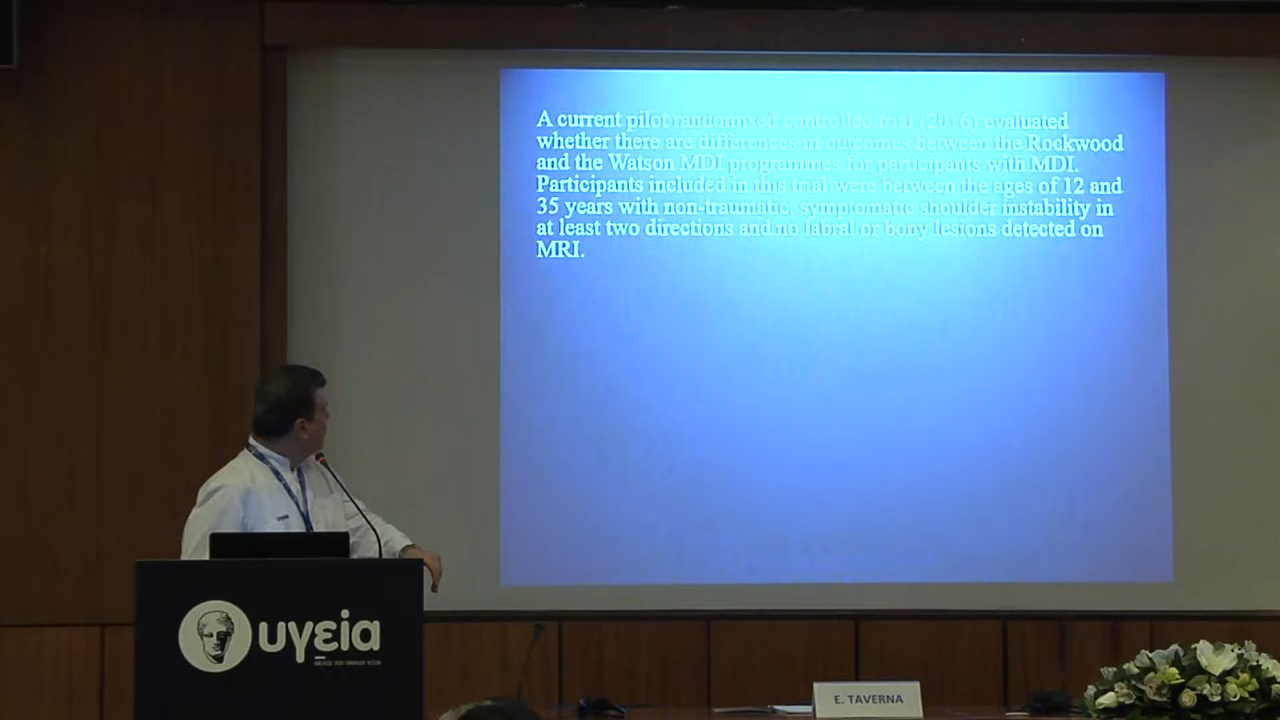 A current pilot randomised controlled trial (2016) evaluated
whether there are differences in outcomes between the Rockwood
and the Watson MDI programmes for participants with MDI.
Participants included in this trial were between the ages of 12 and
35 years with non-traumatic, symptomatic shoulder instability in
at least two directions and no labral or bony lesions detected on
MRI.
υγεία
E. TAVERNA